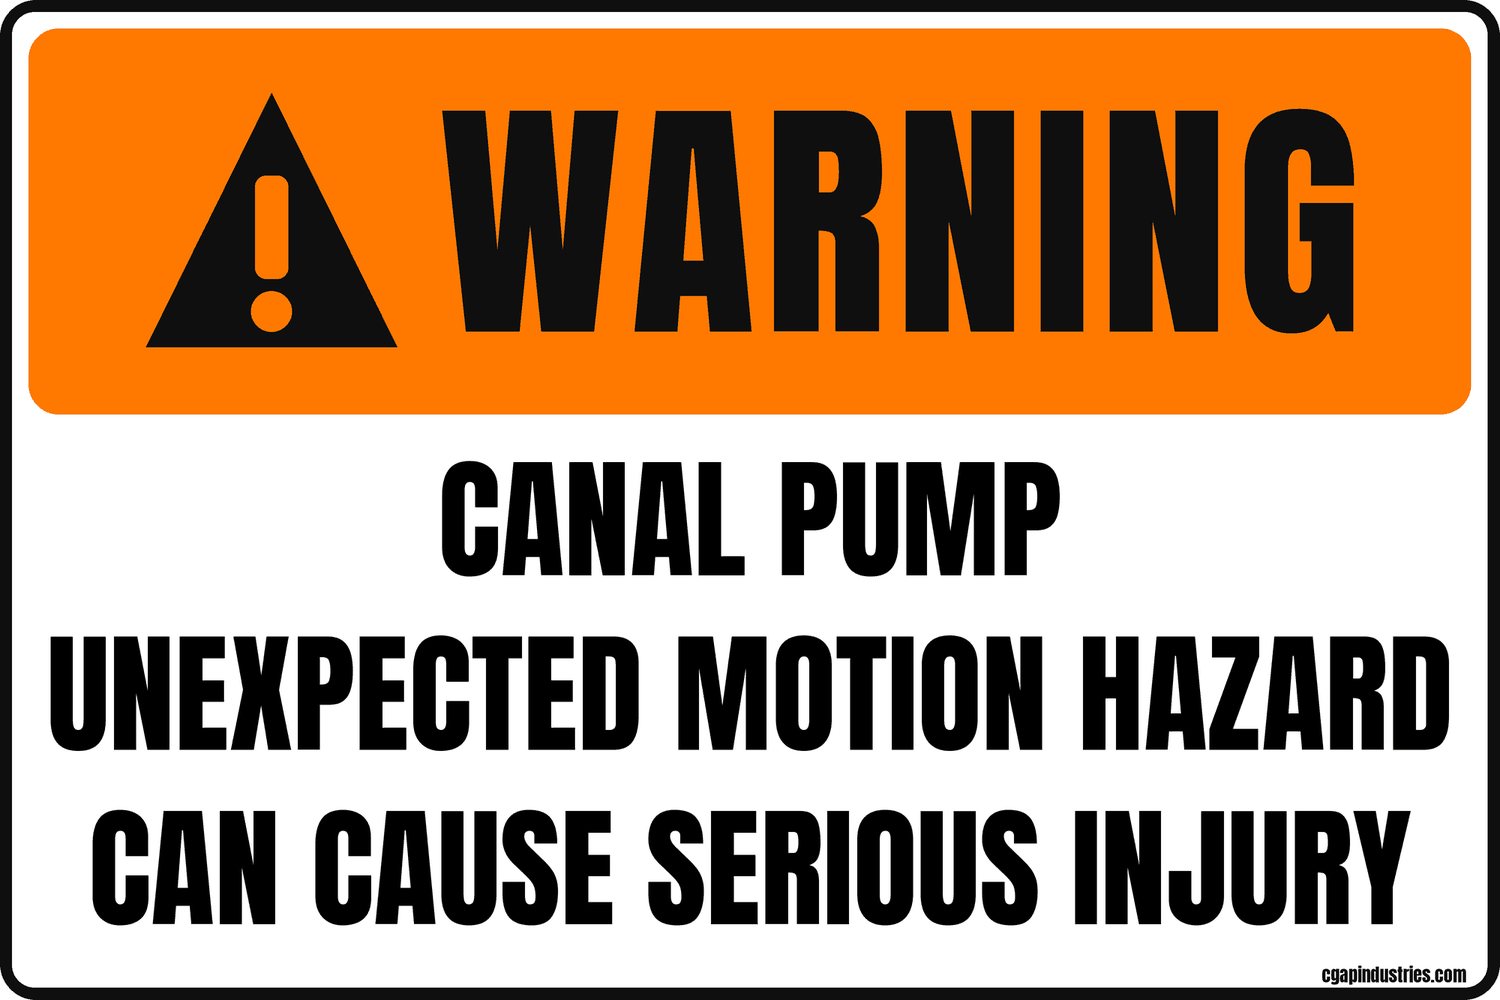 WARNING
CANAL PUMP
UNEXPECTED MOTION HAZARD
CAN CAUSE SERIOUS INJURY
cgapindustries.com